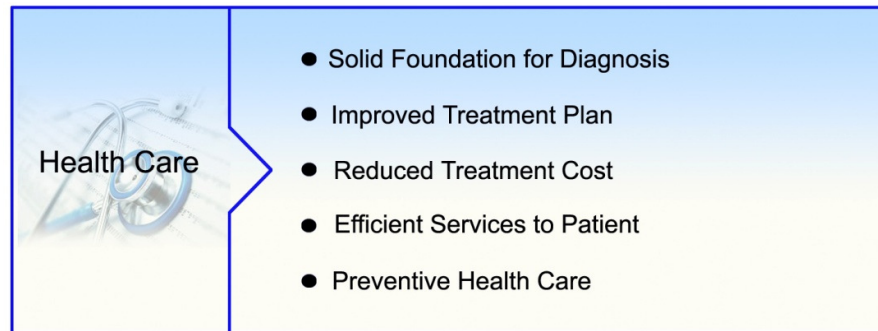 Health Care
Solid Foundation for Diagnosis
Improved Treatment Plan
Reduced Treatment Cost
Efficient Services to Patient
Preventive Health Care